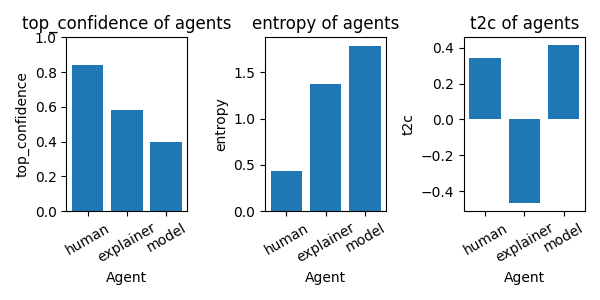 top_confidence of agents
top_confidence
1.0
0.8
0.6
0.4
0.2
0.0
human
explainer
model
Agent
entropy of agents
entropy
1.5
1.0
0.5
0.0
human
explainer
model
Agent
t2c of agents
t2c
0.4
0.2
0.0
−0.2
−0.4
human
explainer
model
Agent